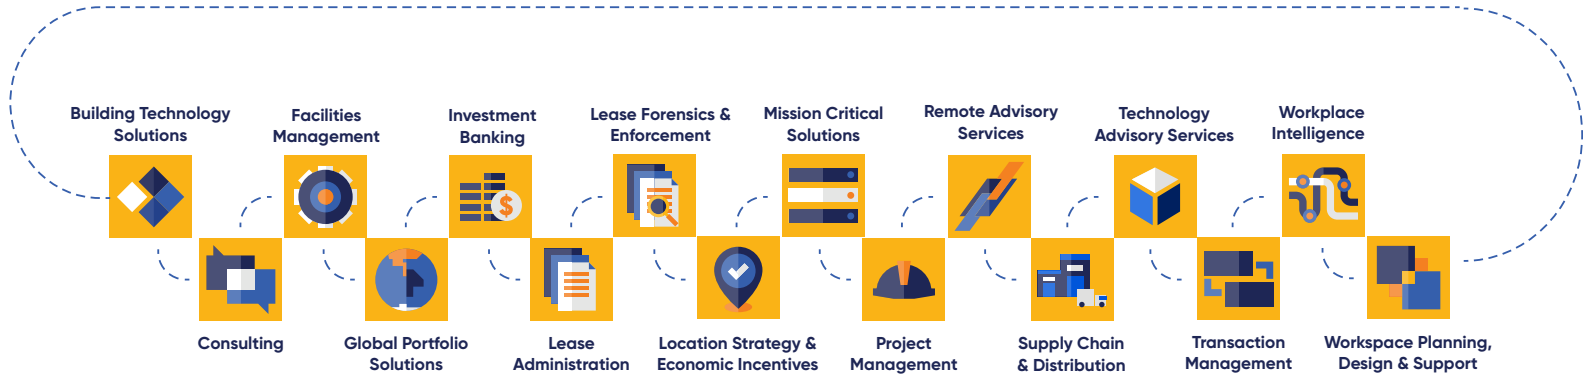 Building Technology
Solutions
Consulting
Facilities
Management
Global Portfolio
Solutions
Investment
Banking
Lease
Administration
Lease Forensics &
Enforcement
Location Strategy &
Economic Incentives
Mission Critical
Solutions
Project
Management
Remote Advisory
Services
Supply Chain
& Distribution
Technology
Advisory Services
Transaction
Management
Workplace
Intelligence
Workspace Planning,
Design & Support
$